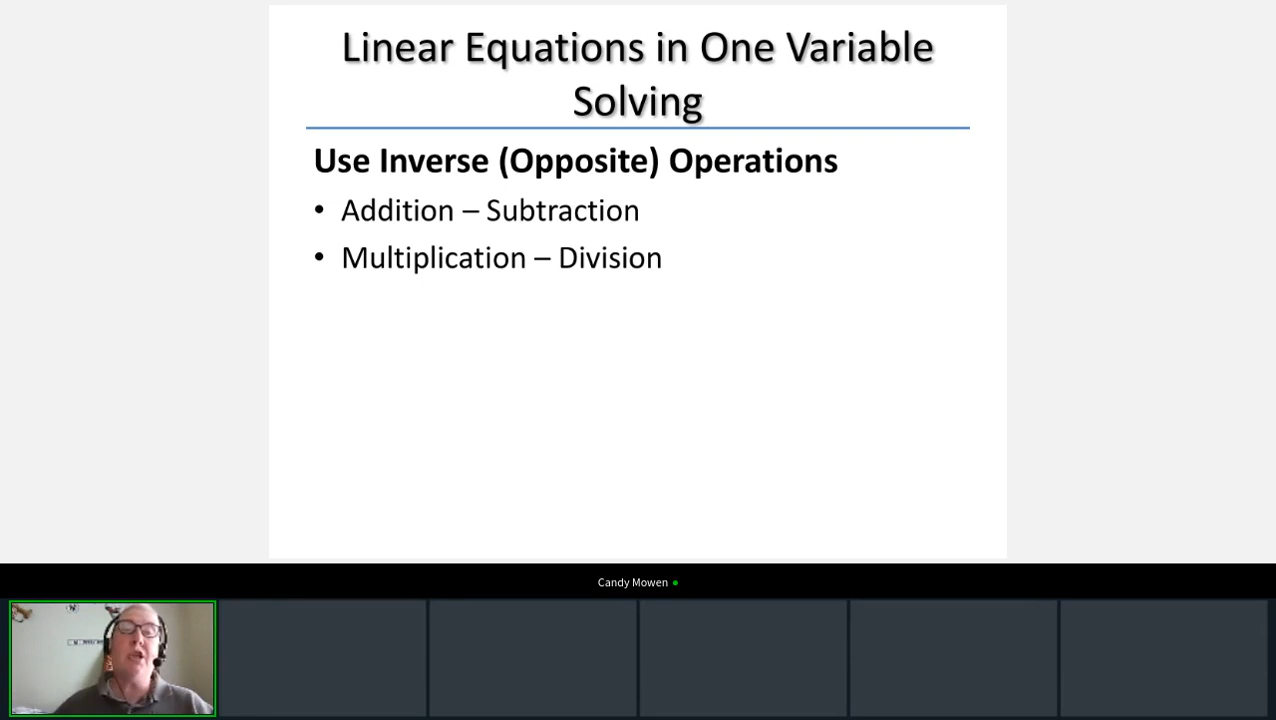 Linear Equations in One Variable
Solving
Use Inverse (Opposite) Operations
• Addition – Subtraction
• Multiplication – Division
Candy Mowen